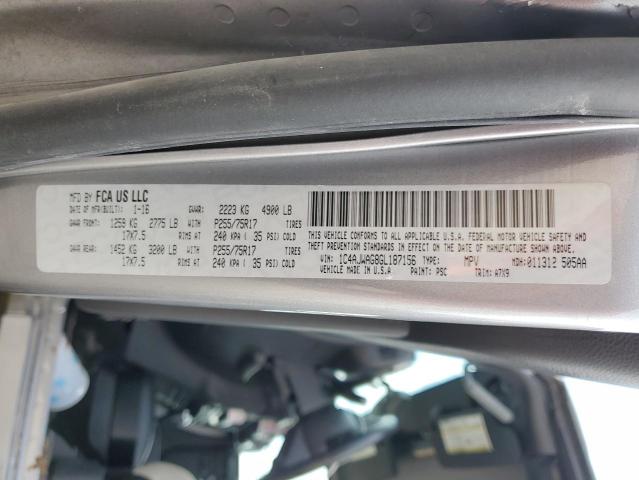 MFD BY FCA US LLC
DATE OF MFR(BUILT): 1-16 GVWR: 2223 KG 4900 LB
GAWR FRONT: 1258 KG 2775 LB WITH P255/75R17 TIRES
17X7.5 RIMS AT 240 KPA ( 35 PSI) COLD
GAWR REAR: 1452 KG 3200 LB WITH P255/75R17 TIRES
17X7.5 RIMS AT 240 KPA ( 35 PSI) COLD
THIS VEHICLE CONFORMS TO ALL APPLICABLE U.S.A. FEDERAL MOTOR VEHICLE SAFETY AND
THEFT PREVENTION STANDARDS IN EFFECT ON THE DATE OF MANUFACTURE SHOWN ABOVE.
VEHICLE MADE IN U.S.A.
VIN: 1C4AJWAG8GL187156 TYPE: MPV MDH: 011312 505AA
PAINT: PSC TRIM: A7X9